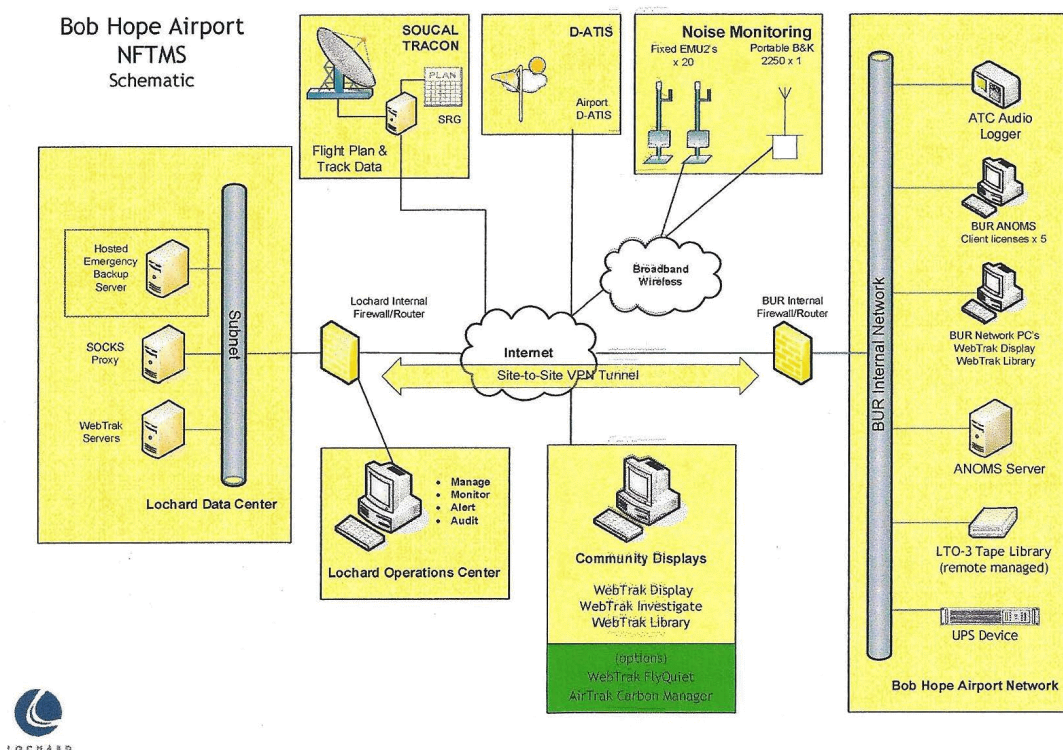 Bob Hope Airport
NFTMS
Schematic
SOUCAL
TRACON
PLAN
SRG
Flight Plan &
Track Data
D-ATIS
Airport
D-ATIS
Noise Monitoring
Fixed EMU2's
x 20
Portable B&K
2250 x 1
Hosted
Emergency
Backup
Server
SOCKS
Proxy
WebTrak
Servers
Subnet
Lochard Data Center
Lochard Internal
Firewall/Router
Broadband
Wireless
BUR Internal
Firewall/Router
Internet
Site-to-Site VPN Tunnel
• Manage
• Monitor
• Alert
• Audit
Lochard Operations Center
Community Displays
WebTrak Display
WebTrak Investigate
WebTrak Library
(options)
WebTrak FlyQuiet
AirTrak Carbon Manager
BUR Internal Network
ATC Audio
Logger
BUR ANOMS
Client licenses x 5
BUR Network PC's
WebTrak Display
WebTrak Library
ANOMS Server
LTO-3 Tape Library
(remote managed)
UPS Device
Bob Hope Airport Network
LOCHARD